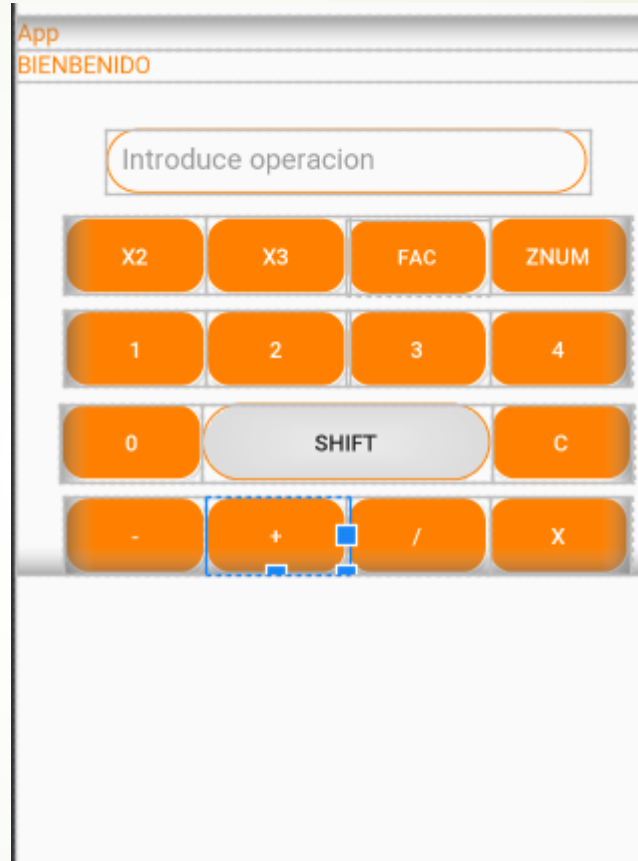 App
BIENBENIDO
Introduce operacion
X2 X3 FAC ZNUM
1 2 3 4
0 SHIFT C
- + / X